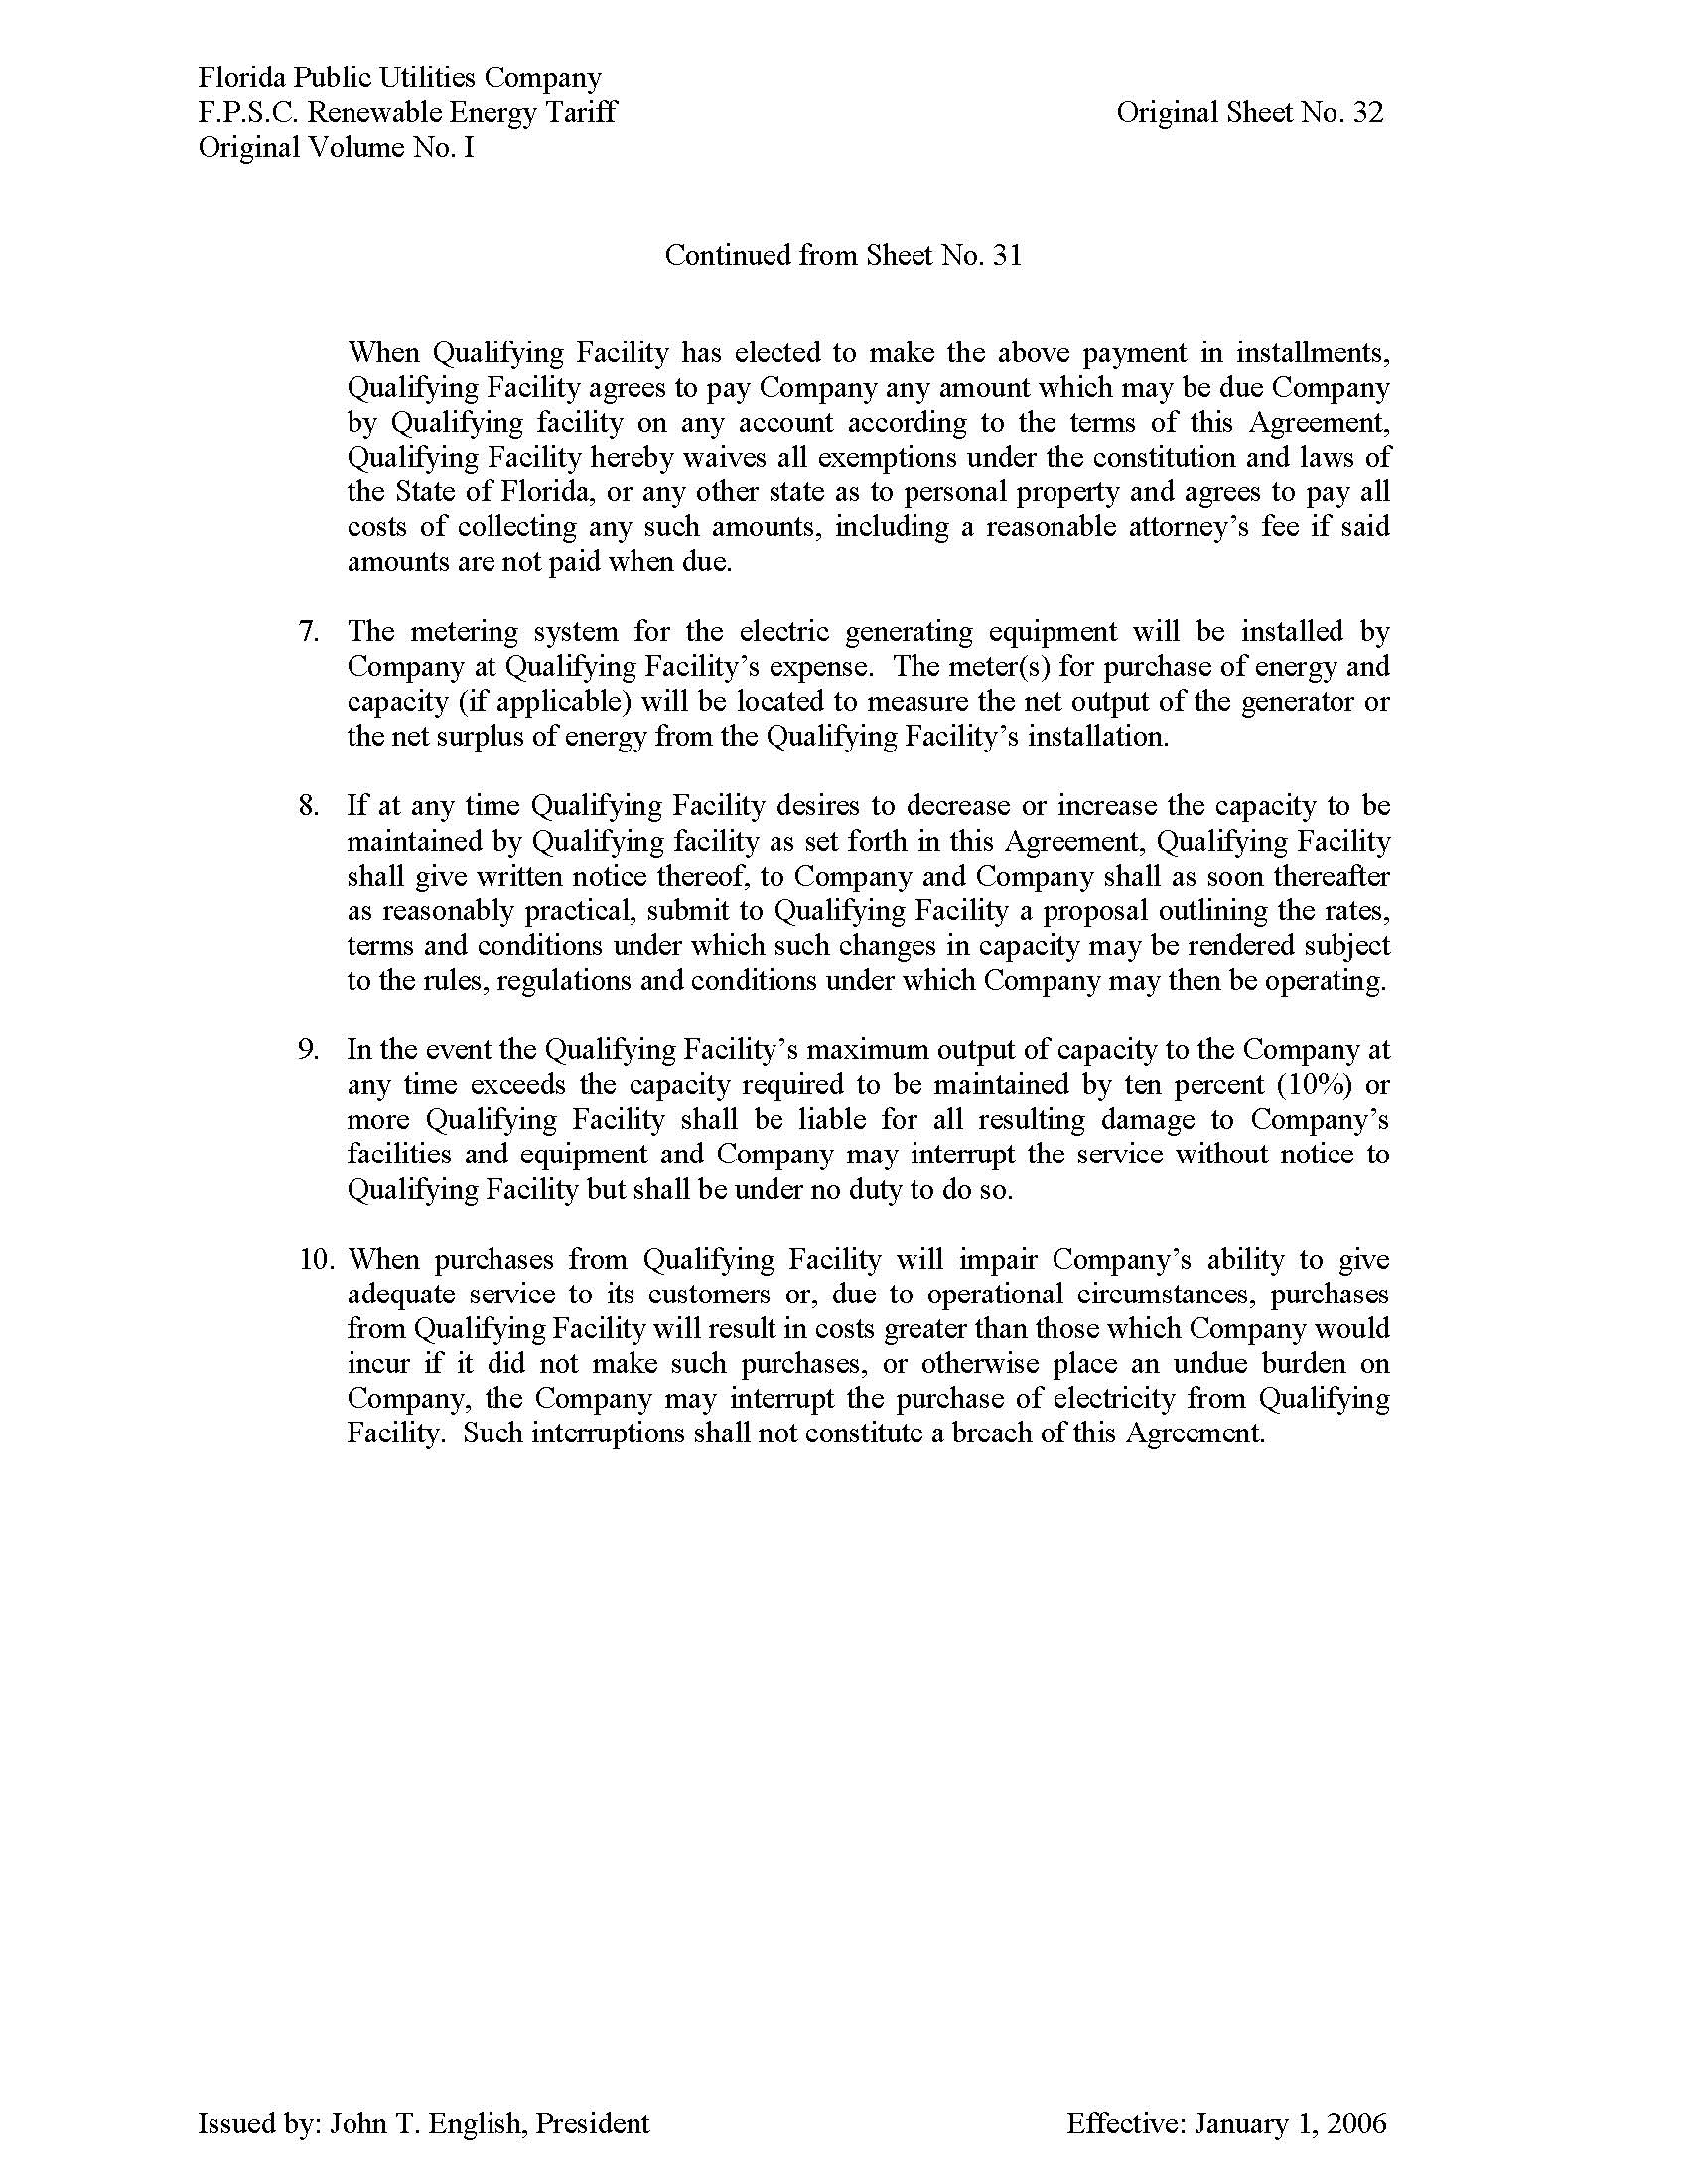 Florida Public Utilities Company
F.P.S.C. Renewable Energy Tariff
Original Sheet No. 32
Original Volume No. I
Continued from Sheet No. 31
When Qualifying Facility has elected to make the above payment in installments,
Qualifying Facility agrees to pay Company any amount which may be due Company
by Qualifying facility on any account according to the terms of this Agreement,
Qualifying Facility hereby waives all exemptions under the constitution and laws of
the State of Florida, or any other state as to personal property and agrees to pay all
costs of collecting any such amounts, including a reasonable attorney’s fee if said
amounts are not paid when due.
7. The metering system for the electric generating equipment will be installed by
Company at Qualifying Facility’s expense. The meter(s) for purchase of energy and
capacity (if applicable) will be located to measure the net output of the generator or
the net surplus of energy from the Qualifying Facility’s installation.
8. If at any time Qualifying Facility desires to decrease or increase the capacity to be
maintained by Qualifying facility as set forth in this Agreement, Qualifying Facility
shall give written notice thereof, to Company and Company shall as soon thereafter
as reasonably practical, submit to Qualifying Facility a proposal outlining the rates,
terms and conditions under which such changes in capacity may be rendered subject
to the rules, regulations and conditions under which Company may then be operating.
9. In the event the Qualifying Facility’s maximum output of capacity to the Company at
any time exceeds the capacity required to be maintained by ten percent (10%) or
more Qualifying Facility shall be liable for all resulting damage to Company’s
facilities and equipment and Company may interrupt the service without notice to
Qualifying Facility but shall be under no duty to do so.
10. When purchases from Qualifying Facility will impair Company’s ability to give
adequate service to its customers or, due to operational circumstances, purchases
from Qualifying Facility will result in costs greater than those which Company would
incur if it did not make such purchases, or otherwise place an undue burden on
Company, the Company may interrupt the purchase of electricity from Qualifying
Facility. Such interruptions shall not constitute a breach of this Agreement.
Issued by: John T. English, President
Effective: January 1, 2006